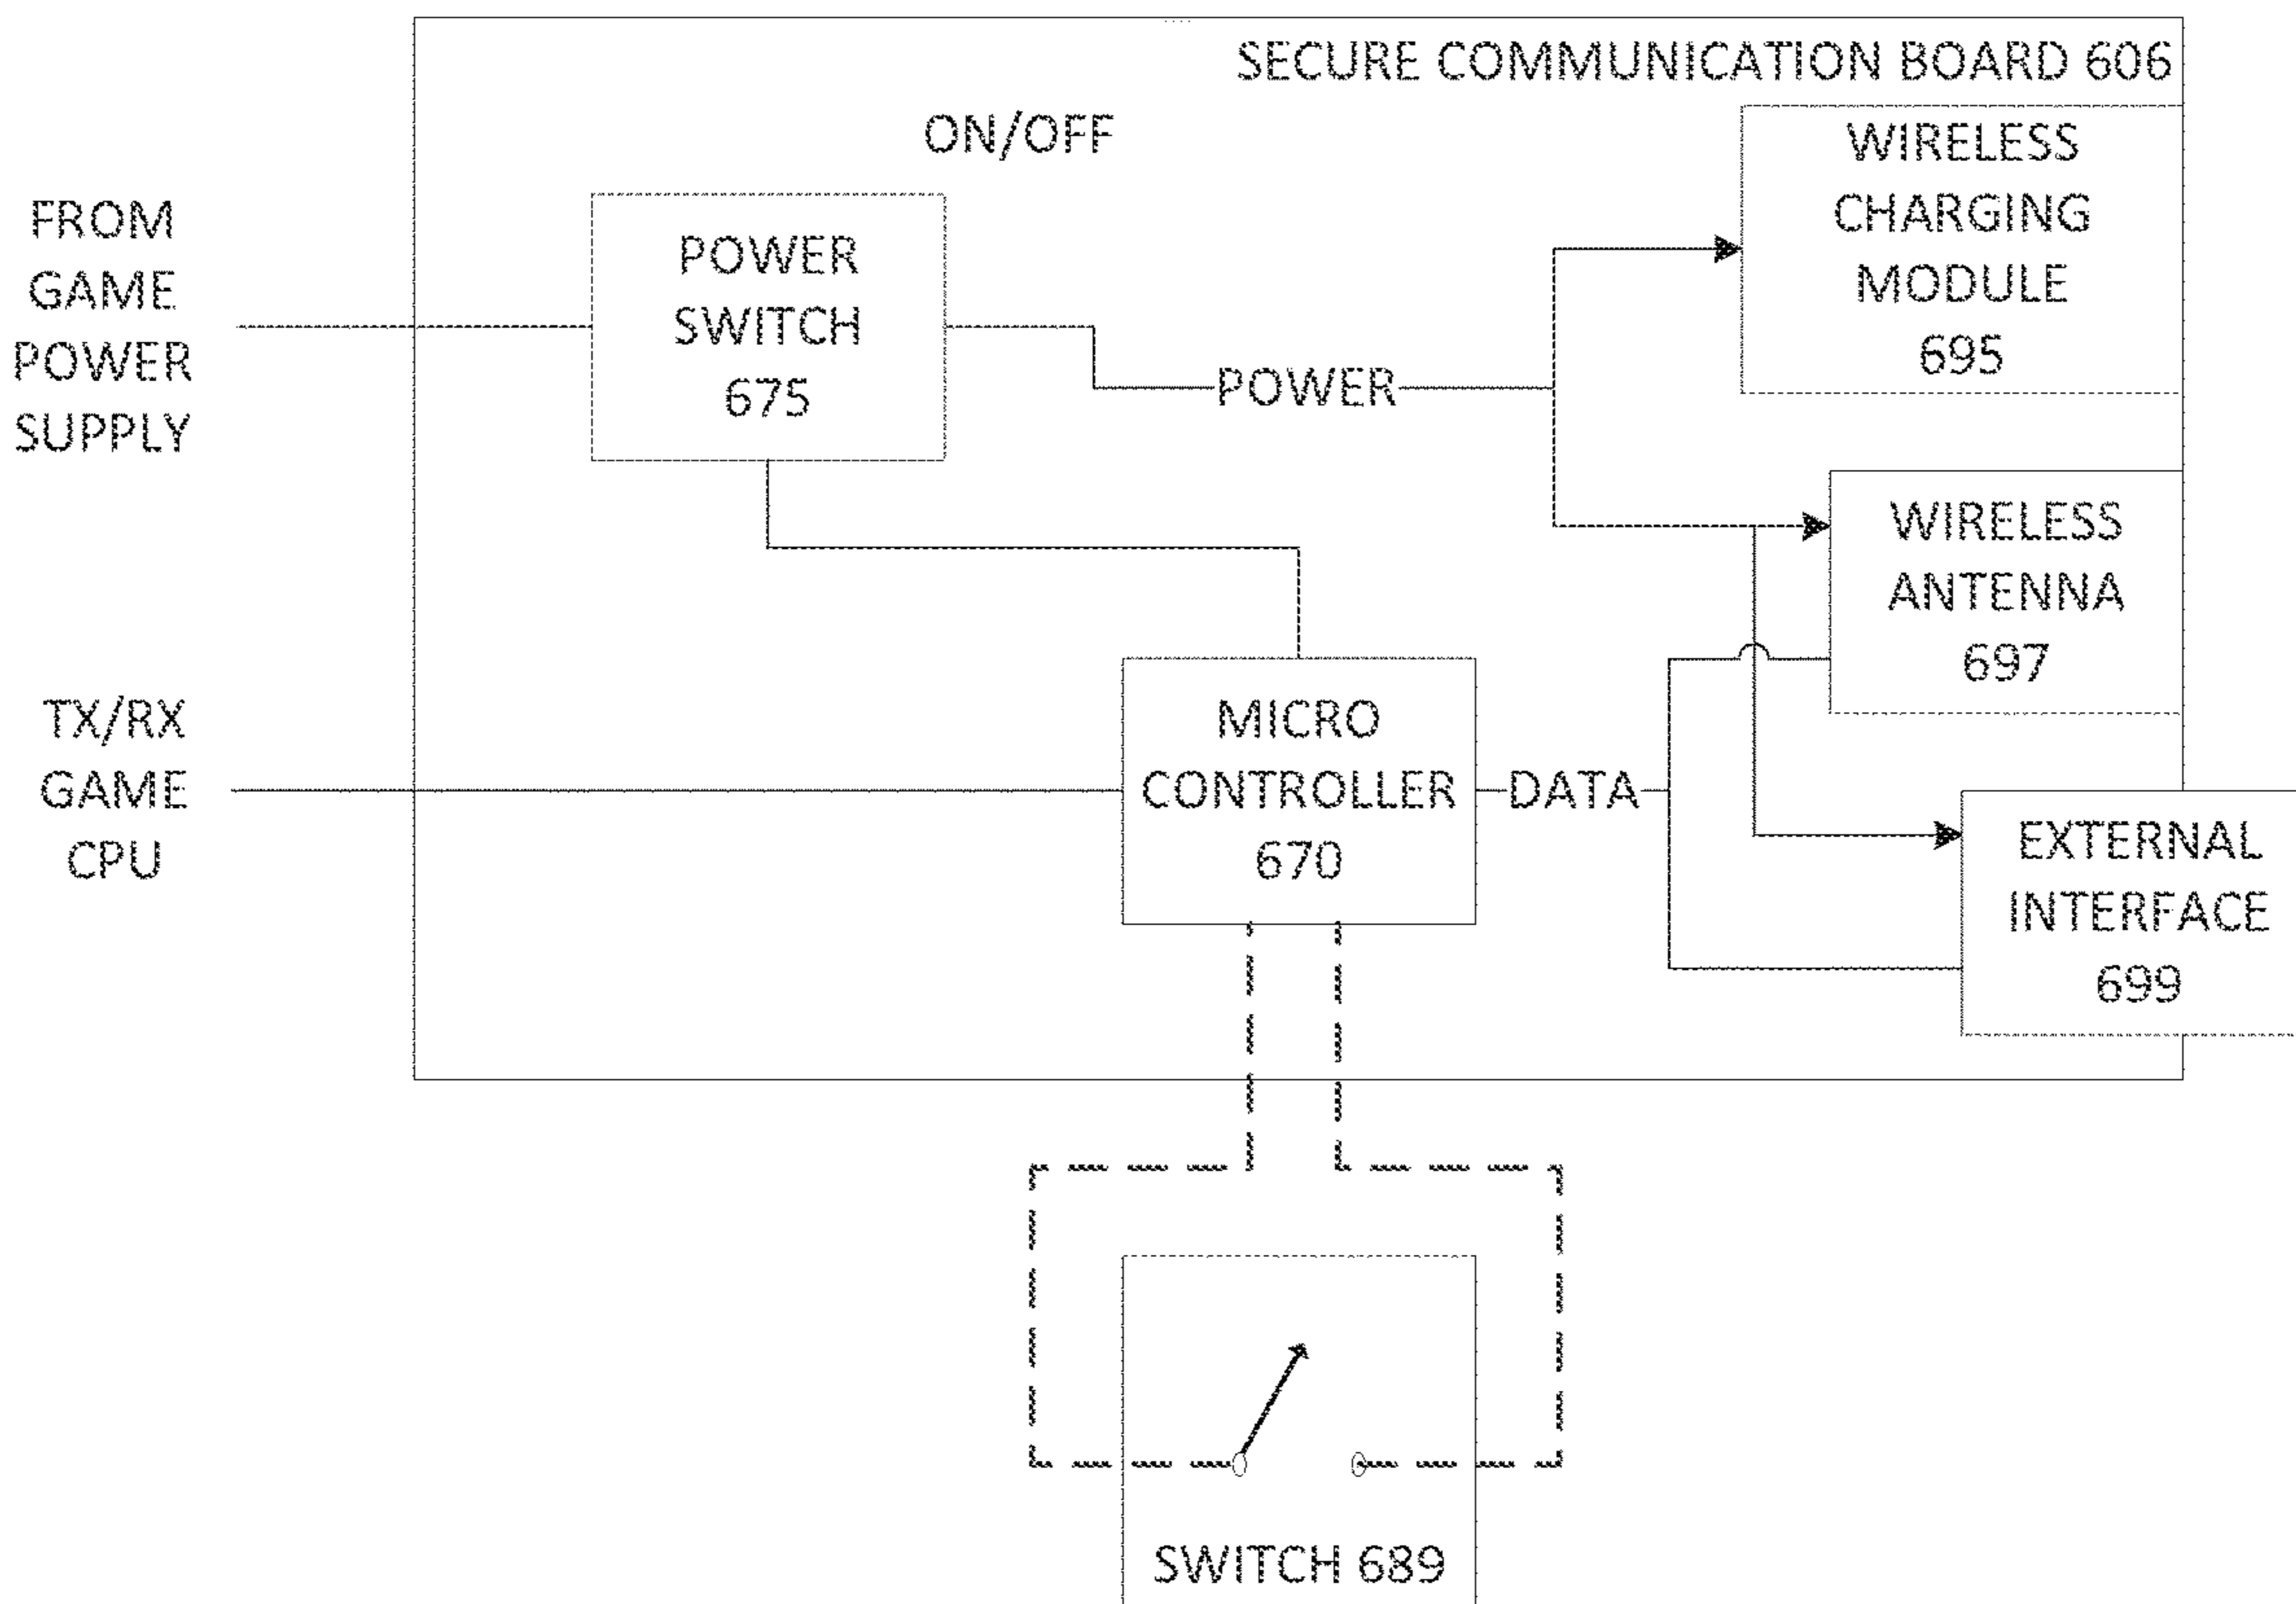 SECURE COMMUNICATION BOARD 606
ON/OFF
WIRELESS
CHARGING
MODULE
695
FROM
GAME
POWER
SUPPLY
POWER
SWITCH
675
POWER
WIRELESS
ANTENNA
697
TX/RX
GAME
CPU
MICRO
CONTROLLER
670
DATA
EXTERNAL
INTERFACE
699
SWITCH 689